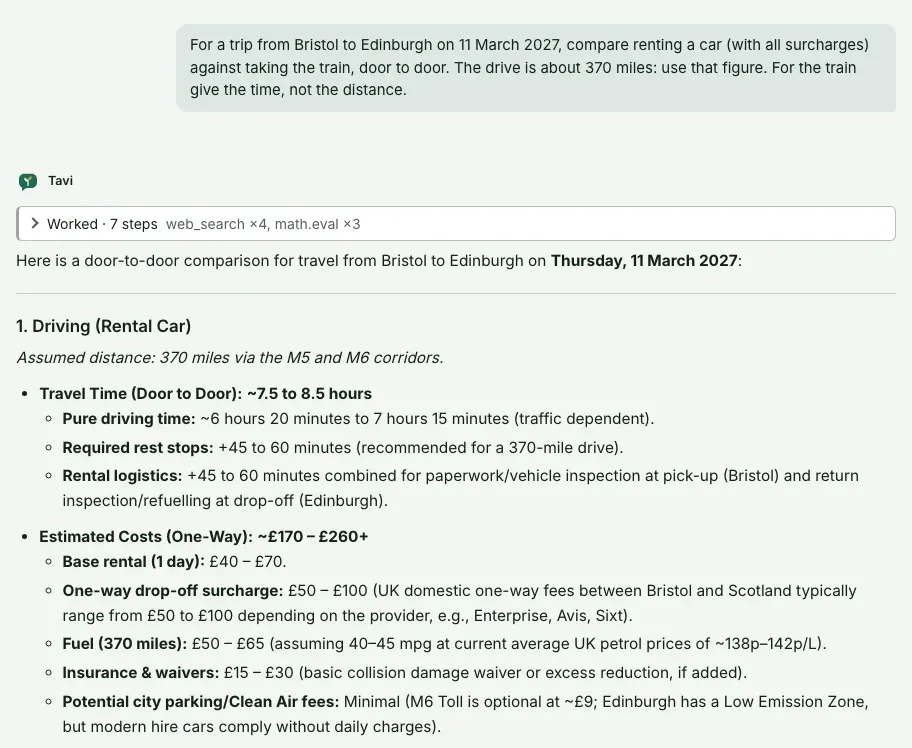 For a trip from Bristol to Edinburgh on 11 March 2027, compare renting a car (with all surcharges)
against taking the train, door to door. The drive is about 370 miles: use that figure. For the train
give the time, not the distance.
Tavi
Worked · 7 steps web_search ×4, math.eval ×3
Here is a door-to-door comparison for travel from Bristol to Edinburgh on Thursday, 11 March 2027:
1. Driving (Rental Car)
Assumed distance: 370 miles via the M5 and M6 corridors.
• Travel Time (Door to Door): ~7.5 to 8.5 hours
◦ Pure driving time: ~6 hours 20 minutes to 7 hours 15 minutes (traffic dependent).
◦ Required rest stops: +45 to 60 minutes (recommended for a 370-mile drive).
◦ Rental logistics: +45 to 60 minutes combined for paperwork/vehicle inspection at pick-up (Bristol) and return
inspection/refuelling at drop-off (Edinburgh).
• Estimated Costs (One-Way): ~£170 – £260+
◦ Base rental (1 day): £40 – £70.
◦ One-way drop-off surcharge: £50 – £100 (UK domestic one-way fees between Bristol and Scotland typically
range from £50 to £100 depending on the provider, e.g., Enterprise, Avis, Sixt).
◦ Fuel (370 miles): £50 – £65 (assuming 40–45 mpg at current average UK petrol prices of ~138p–142p/L).
◦ Insurance & waivers: £15 – £30 (basic collision damage waiver or excess reduction, if added).
◦ Potential city parking/Clean Air fees: Minimal (M6 Toll is optional at ~£9; Edinburgh has a Low Emission Zone,
but modern hire cars comply without daily charges).